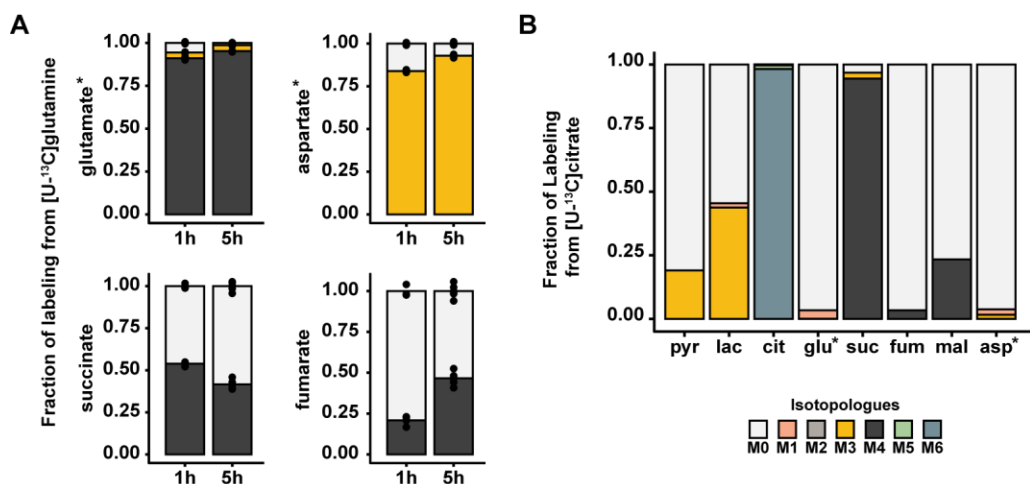 A
Fraction of labeling from [U-¹³C]glutamine
glutamate*
1.00
0.75
0.50
0.25
0.00
1h 5h
aspartate*
1.00
0.75
0.50
0.25
0.00
1h 5h
succinate
1.00
0.75
0.50
0.25
0.00
1h 5h
fumarate
1.00
0.75
0.50
0.25
0.00
1h 5h
B
Fraction of Labeling
from [U-¹³C]citrate
1.00
0.75
0.50
0.25
0.00
pyr lac cit glu* suc fum mal asp*
Isotopologues
M0 M1 M2 M3 M4 M5 M6